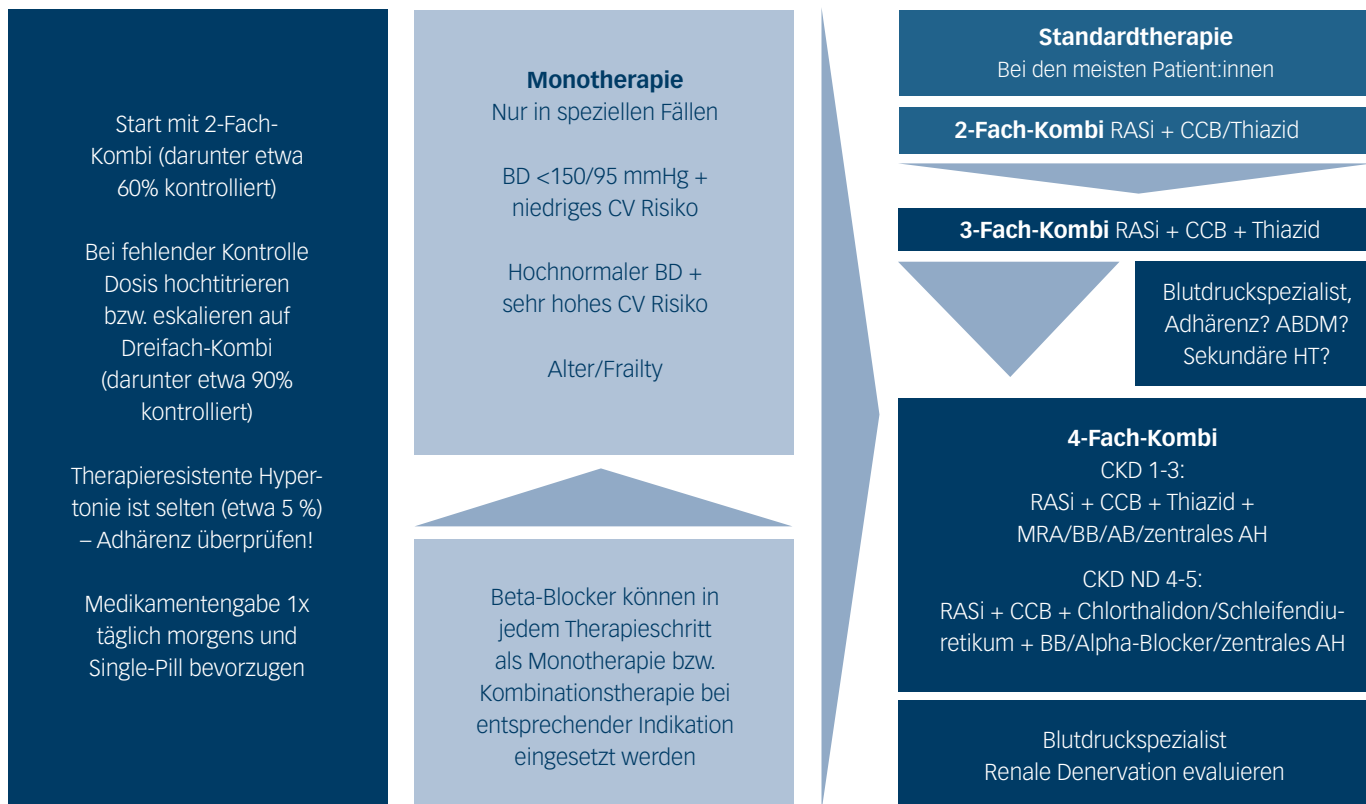 Start mit 2-Fach-
Kombi (darunter etwa
60% kontrolliert)
Bei fehlender Kontrolle
Dosis hochtitrieren
bzw. eskalieren auf
Dreifach-Kombi
(darunter etwa 90%
kontrolliert)
Therapieresistente Hyper-
tonie ist selten (etwa 5 %)
– Adhärenz überprüfen!
Medikamentengabe 1x
täglich morgens und
Single-Pill bevorzugen
Monotherapie
Nur in speziellen Fällen
BD <150/95 mmHg +
niedriges CV Risiko
Hochnormaler BD +
sehr hohes CV Risiko
Alter/Frailty
Beta-Blocker können in
jedem Therapieschritt
als Monotherapie bzw.
Kombinationstherapie bei
entsprechender Indikation
eingesetzt werden
Standardtherapie
Bei den meisten Patient:innen
2-Fach-Kombi RASi + CCB/Thiazid
3-Fach-Kombi RASi + CCB + Thiazid
Blutdruckspezialist,
Adhärenz? ABDM?
Sekundäre HT?
4-Fach-Kombi
CKD 1-3:
RASi + CCB + Thiazid +
MRA/BB/AB/zentrales AH
CKD ND 4-5:
RASi + CCB + Chlorthalidon/Schleifendiu-
retikum + BB/Alpha-Blocker/zentrales AH
Blutdruckspezialist
Renale Denervation evaluieren